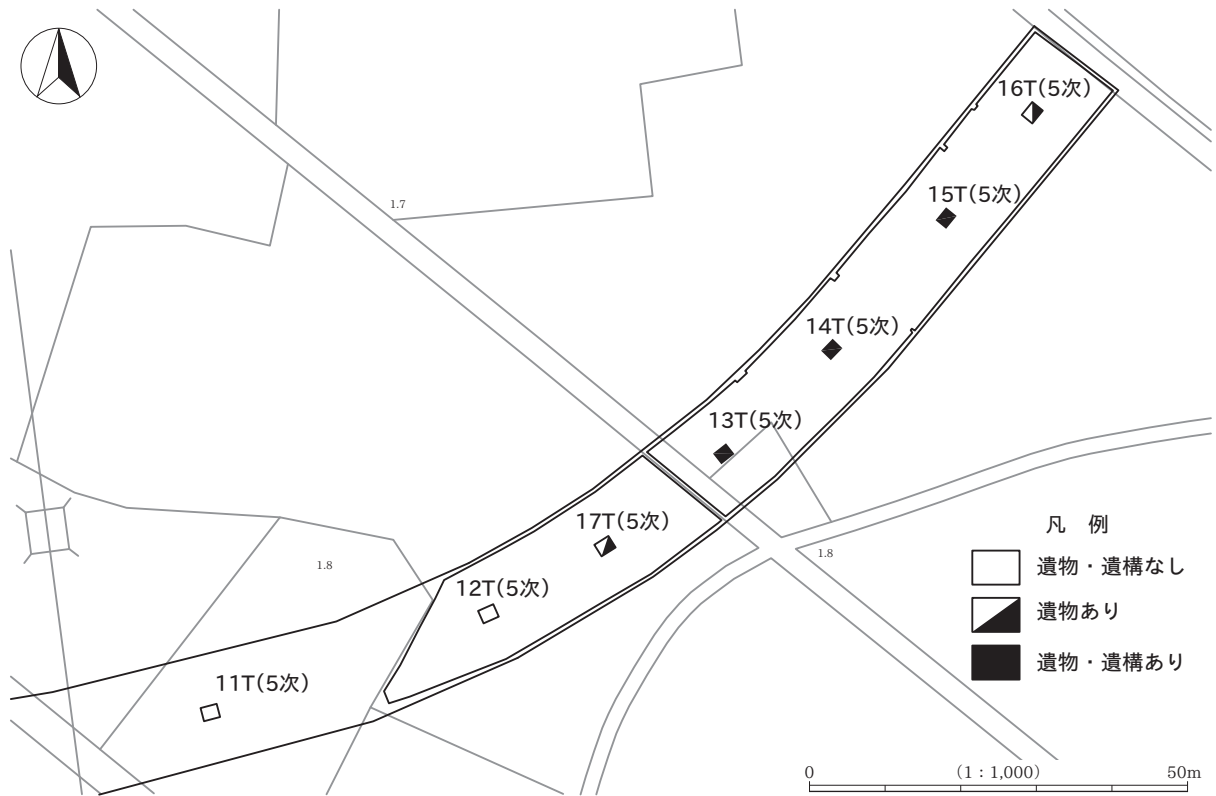 16T(5次)
15T(5次)
1.7
14T(5次)
13T(5次)
17T(5次)
1.8
1.8
12T(5次)
11T(5次)
凡 例
遺物・遺構なし
遺物あり
遺物・遺構あり
0 (1：1,000) 50m